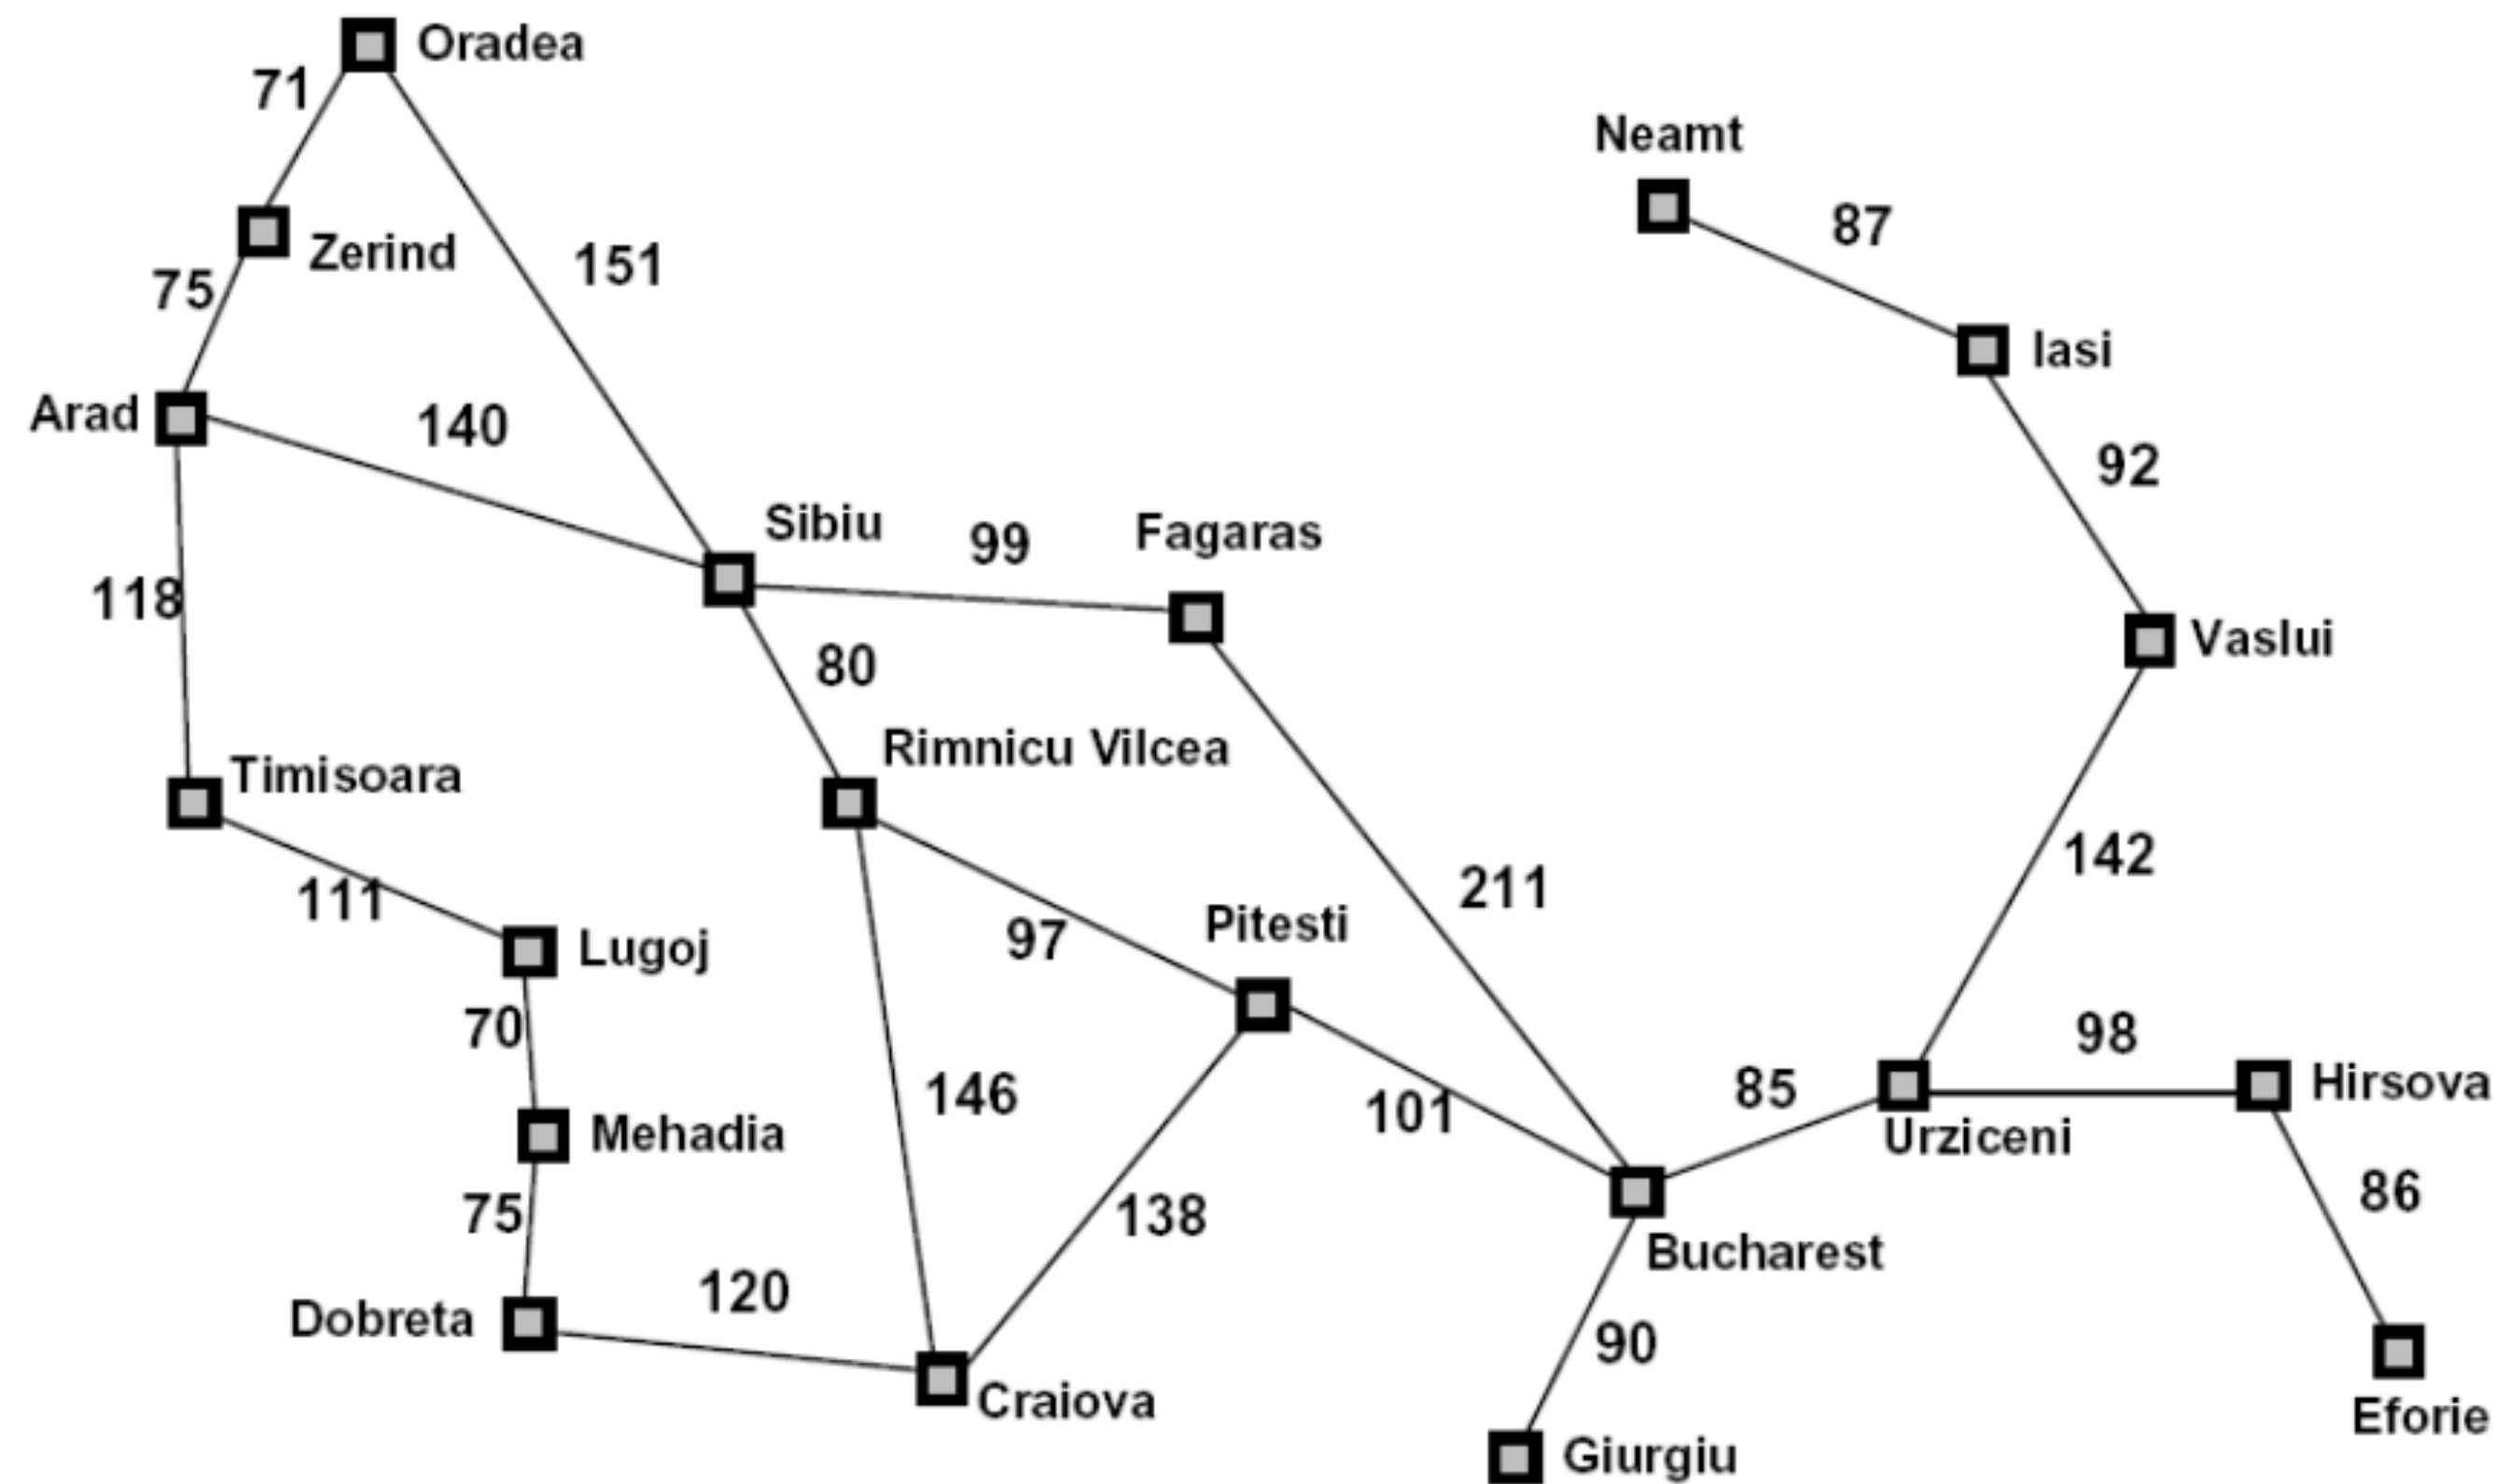 Oradea
71
Neamt
87
Zerind
151
75
Iasi
Arad
140
92
Sibiu
99
Fagaras
118
Vaslui
80
Rimnicu Vilcea
Timisoara
142
111
211
Lugoj
97
Pitesti
70
98
Hirsova
146
101
85
Mehadia
Urziceni
75
138
86
Bucharest
120
Dobreta
90
Craiova
Eforie
Giurgiu